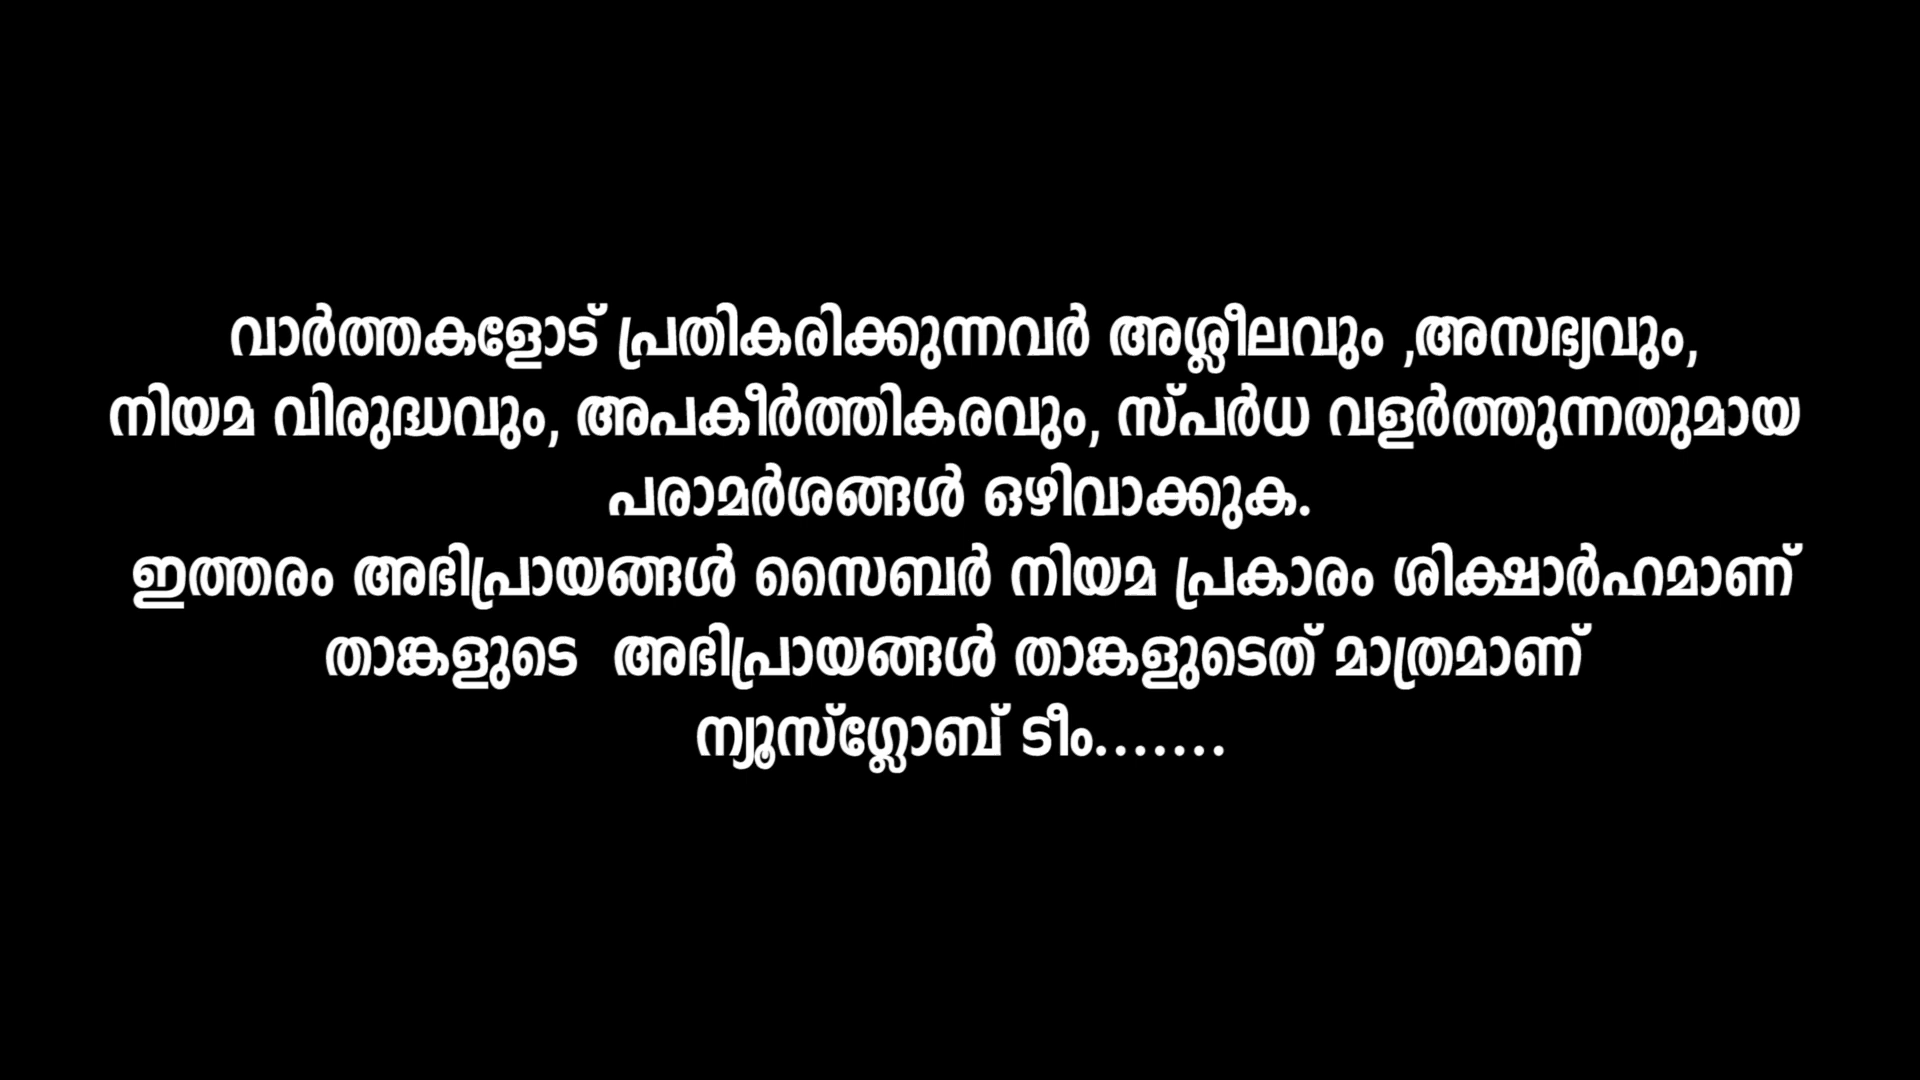 വാർത്തകളോട് പ്രതികരിക്കുന്നവർ അശ്ലീലവും ,അസഭ്യവും,
നിയമ വിരുദ്ധവും, അപകീർത്തികരവും, സ്പർധ വളർത്തുന്നതുമായ
പരാമർശങ്ങൾ ഒഴിവാക്കുക.
ഇത്തരം അഭിപ്രായങ്ങൾ സൈബർ നിയമ പ്രകാരം ശിക്ഷാർഹമാണ്
താങ്കളുടെ  അഭിപ്രായങ്ങൾ താങ്കളുടെത് മാത്രമാണ്
ന്യൂസ്ഗ്ലോബ് ടീം.......